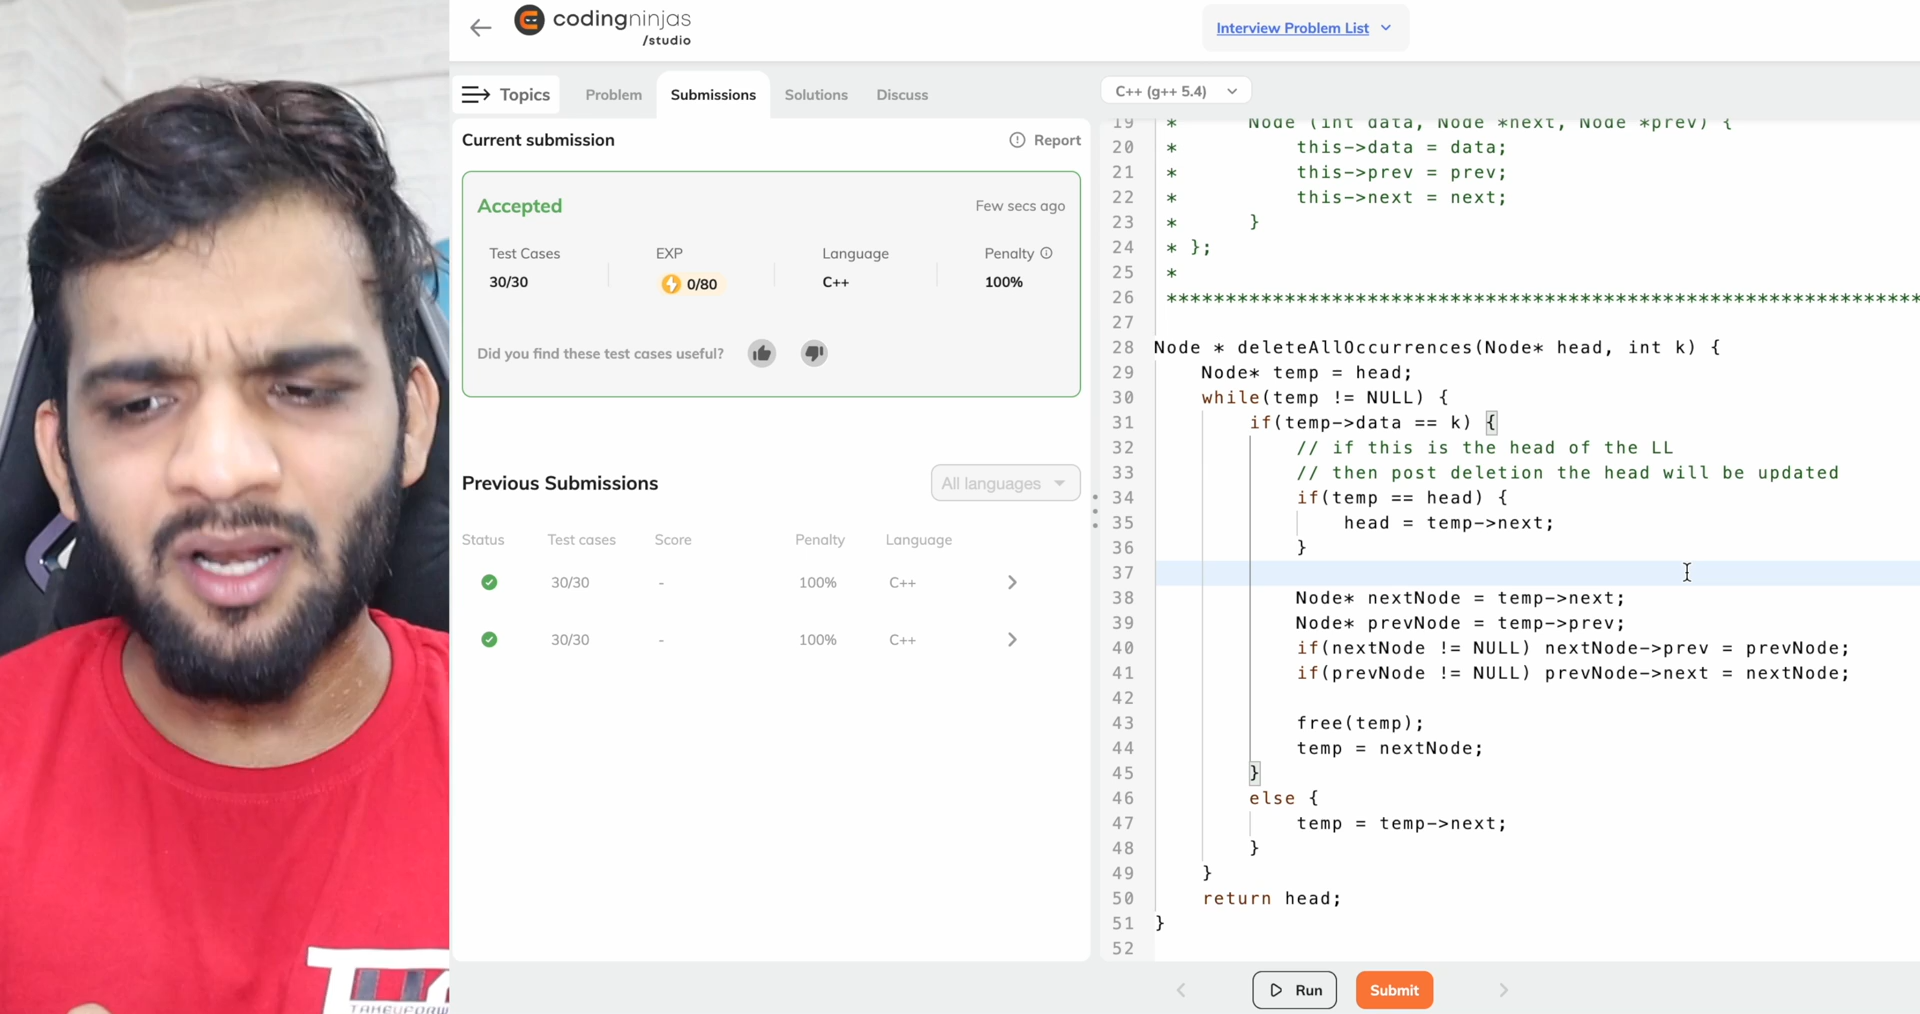 codingninjas
/studio
Interview Problem List
Topics
Problem
Submissions
Solutions
Discuss
C++ (g++ 5.4)
Current submission
Report
Accepted
Few secs ago
Test Cases
EXP
Language
Penalty
30/30
0/80
C++
100%
Did you find these test cases useful?
Previous Submissions
All languages
Status
Test cases
Score
Penalty
Language
30/30
-
100%
C++
30/30
-
100%
C++
19 * Node (int data, Node *next, Node *prev) {
20 * this->data = data;
21 * this->prev = prev;
22 * this->next = next;
23 * }
24 * };
25 *
26 ****************************************************************
27
28 Node * deleteAllOccurrences(Node* head, int k) {
29 Node* temp = head;
30 while(temp != NULL) {
31 if(temp->data == k) {
32 // if this is the head of the LL
33 // then post deletion the head will be updated
34 if(temp == head) {
35 head = temp->next;
36 }
37
38 Node* nextNode = temp->next;
39 Node* prevNode = temp->prev;
40 if(nextNode != NULL) nextNode->prev = prevNode;
41 if(prevNode != NULL) prevNode->next = nextNode;
42
43 free(temp);
44 temp = nextNode;
45 }
46 else {
47 temp = temp->next;
48 }
49 }
50 return head;
51 }
52
Run
Submit